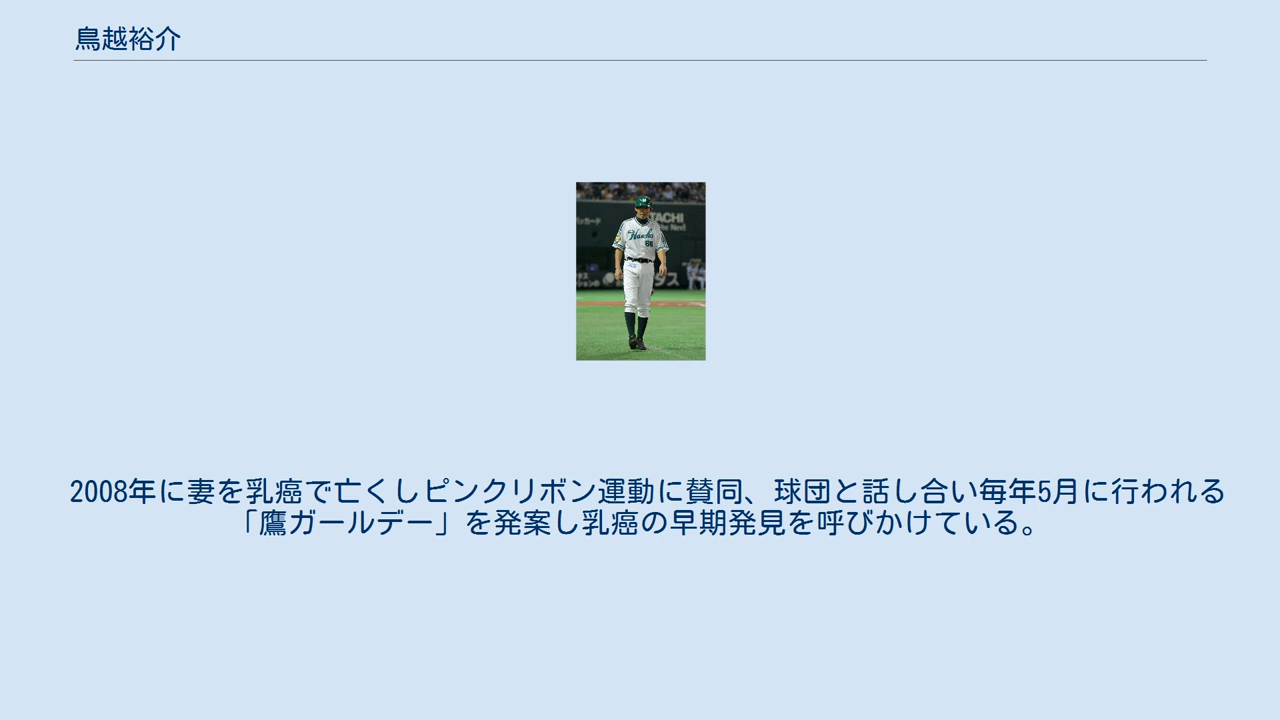 鳥越裕介
HITACHI
Hawks
2008年に妻を乳癌で亡くしピンクリボン運動に賛同、球団と話し合い毎年5月に行われる
「鷹ガールデー」を発案し乳癌の早期発見を呼びかけている。